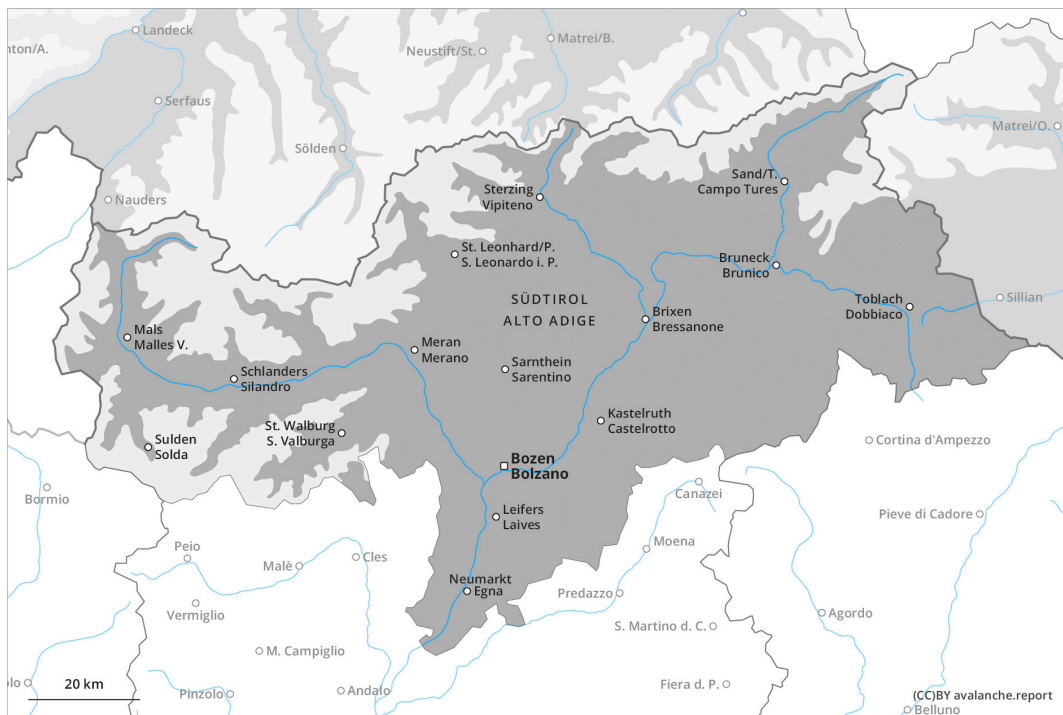 Landeck
nton/A.
Neustift/St.
Matrei/B.
Serfaus
Matrei/O.
Sölden
Nauders
Sand/T.
Campo Tures
Sterzing
Vipiteno
St. Leonhard/P.
S. Leonardo i. P.
Bruneck
Brunico
SÜDTIROL
ALTO ADIGE
Toblach
Dobbiaco
Sillian
Brixen
Bressanone
Mals
Malles V.
Meran
Merano
Schlanders
Silandro
Sarnthein
Sarentino
Kastelruth
Castelrotto
St. Walburg
S. Valburga
Sulden
Solda
Cortina d'Ampezzo
Bozen
Bolzano
Bormio
Canazei
Leifers
Laives
Pieve di Cadore
Peio
Malè
Cles
Moena
Neumarkt
Egna
Predazzo
Vermiglio
Agordo
S. Martino d. C.
M. Campiglio
olo
20 km
Pinzolo
Andalo
Fiera d. P.
(CC)BY avalanche.report
Belluno